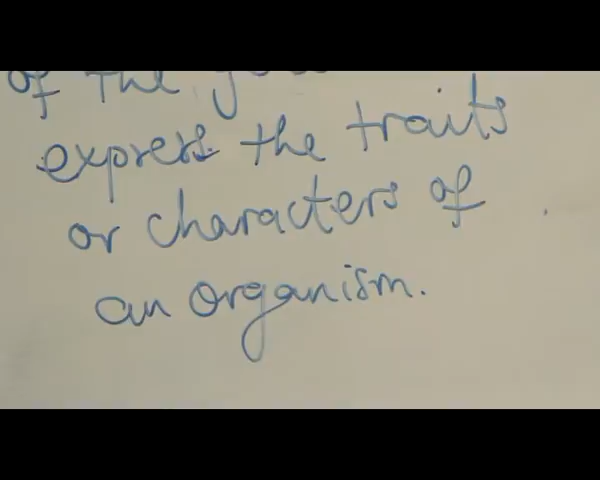 of the
express the traits
or characters of
an organism.